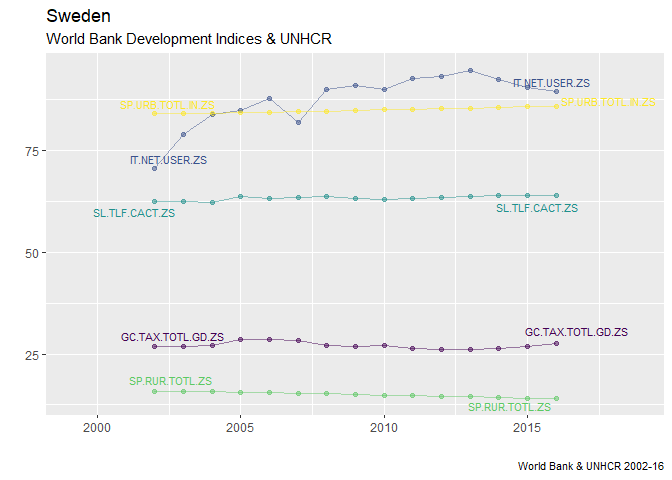 Sweden
World Bank Development Indices & UNHCR
IT.NET.USER.ZS
SP.URB.TOTL.IN.ZS
SP.URB.TOTL.IN.ZS
75
IT.NET.USER.ZS
SL.TLF.CACT.ZS
SL.TLF.CACT.ZS
50
GC.TAX.TOTL.GD.ZS
GC.TAX.TOTL.GD.ZS
25
SP.RUR.TOTL.ZS
SP.RUR.TOTL.ZS
2000 2005 2010 2015
World Bank & UNHCR 2002-16